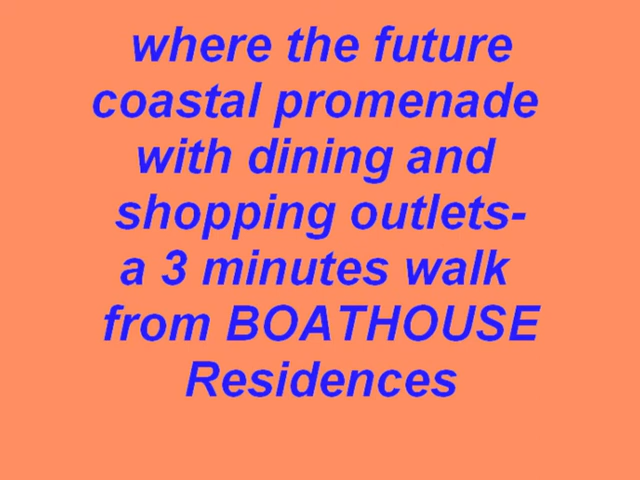 where the future
coastal promenade
with dining and
shopping outlets-
a 3 minutes walk
from BOATHOUSE
Residences